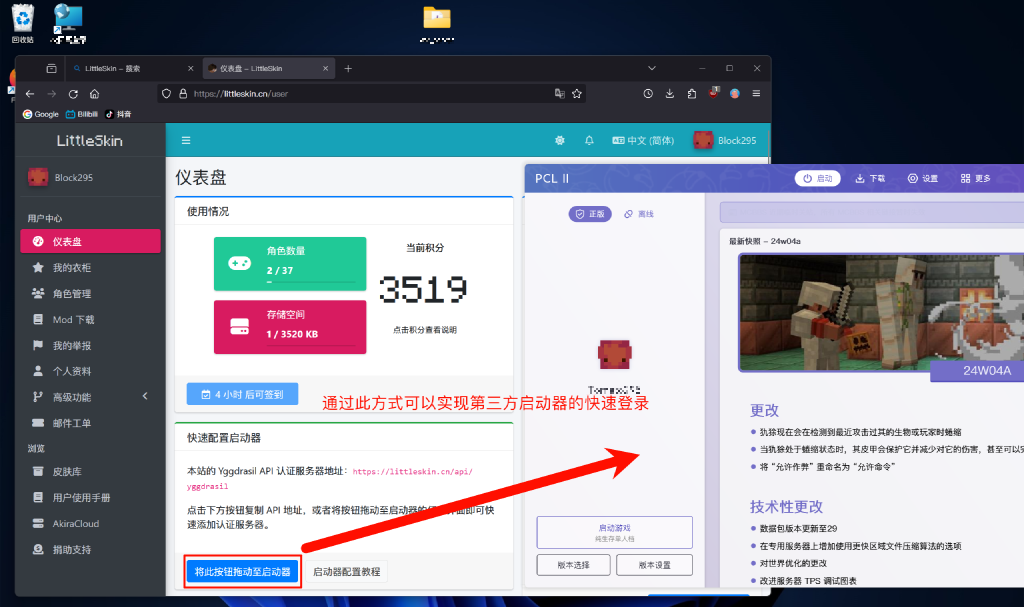 回收站
LittleSkin – 搜索
仪表盘 – LittleSkin
https://littleskin.cn/user
Google
Bilibili
抖音
LittleSkin
中文 (简体)
Block295
Block295
用户中心
仪表盘
我的衣柜
角色管理
Mod 下载
我的举报
个人资料
高级功能
邮件工单
浏览
皮肤库
用户使用手册
AkiraCloud
捐助支持
仪表盘
使用情况
角色数量
2 / 37
存储空间
1 / 3520 KB
当前积分
3519
点击积分查看说明
4 小时 后可签到
通过此方式可以实现第三方启动器的快速登录
快速配置启动器
本站的 Yggdrasil API 认证服务器地址：https://littleskin.cn/api/
yggdrasil
点击下方按钮复制 API 地址，或者将按钮拖动至启动器的任意界面即可快
速添加认证服务器。
将此按钮拖动至启动器
启动器配置教程
PCL II
启动
下载
设置
更多
正版
离线
启动游戏
纯生存单人档
版本选择
版本设置
最新快照 - 24w04a
24W04A
更改
犰狳现在会在检测到最近攻击过其的生物或玩家时蜷缩
当犰狳处于蜷缩状态时，其皮甲会保护它并减少对它的伤害，甚至可以
将“允许作弊”重命名为“允许命令”
技术性更改
数据包版本更新至29
在专用服务器上增加使用更快区域文件压缩算法的选项
对世界优化的更改
改进服务器 TPS 调试图表